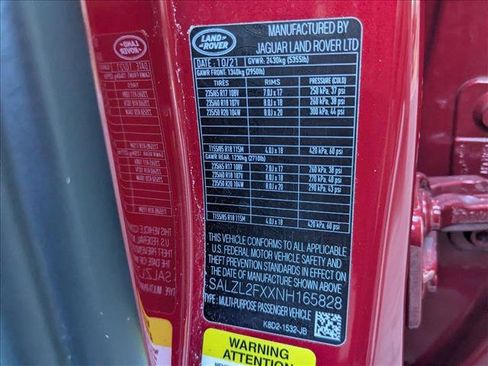 LAND
ROVER
MANUFACTURED BY
JAGUAR LAND ROVER LTD
DATE: 10/21 GVWR: 2430kg (5355lb)
GAWR FRONT: 1340kg (2950lb)
TIRES RIMS PRESSURE (COLD)
235/65 R17 108V 7.0J x 17 250 kPa, 37 psi
235/60 R18 107V 8.0J x 18 260 kPa, 38 psi
235/50 R20 104W 8.0J x 20 300 kPa, 44 psi
T155/85 R18 115M 4.0J x 18 420 kPa, 60 psi
GAWR REAR: 1230kg (2710lb)
235/65 R17 108V 7.0J x 17 260 kPa, 38 psi
235/60 R18 107V 8.0J x 18 270 kPa, 40 psi
235/50 R20 104W 8.0J x 20 290 kPa, 43 psi
T155/85 R18 115M 4.0J x 18 420 kPa, 60 psi
THIS VEHICLE CONFORMS TO ALL APPLICABLE
U.S. FEDERAL MOTOR VEHICLE SAFETY, BUMPER AND
THEFT PREVENTION STANDARDS IN EFFECT ON
THE DATE OF MANUFACTURE SHOWN ABOVE
SALZL2FXXNH165828
TYPE: MULTI-PURPOSE PASSENGER VEHICLE
K8D2-1532-JB
WARNING
ATTENTION